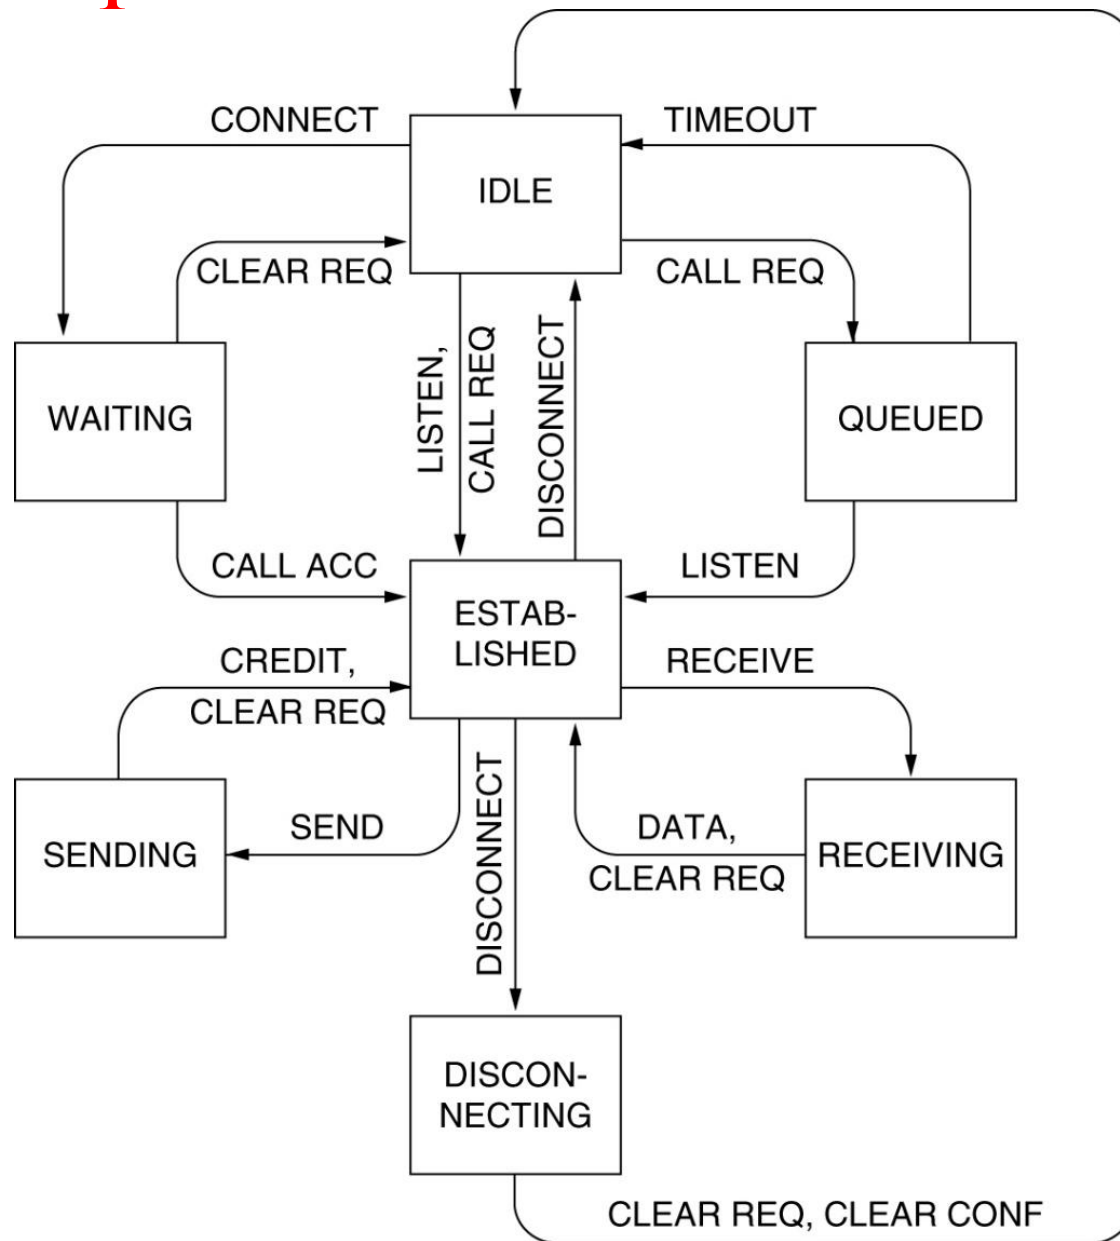 CONNECT
TIMEOUT
IDLE
CLEAR REQ
CALL REQ
LISTEN,
CALL REQ
DISCONNECT
WAITING
QUEUED
CALL ACC
LISTEN
ESTAB-
LISHED
CREDIT,
CLEAR REQ
RECEIVE
SEND
DISCONNECT
DATA,
CLEAR REQ
SENDING
RECEIVING
DISCON-
NECTING
CLEAR REQ, CLEAR CONF